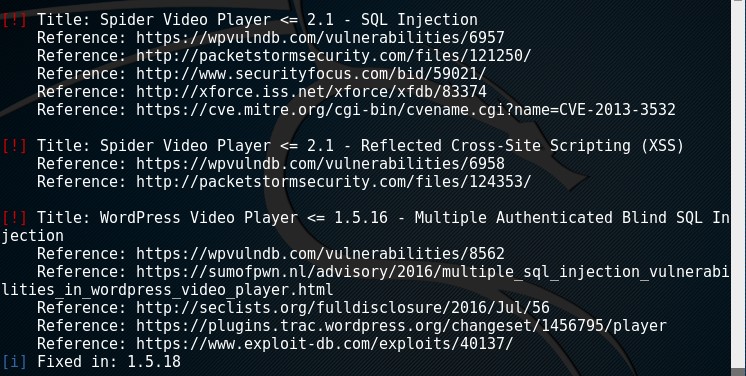 [!] Title: Spider Video Player <= 2.1 - SQL Injection
Reference: https://wpvulndb.com/vulnerabilities/6957
Reference: http://packetstormsecurity.com/files/121250/
Reference: http://www.securityfocus.com/bid/59021/
Reference: http://xforce.iss.net/xforce/xfdb/83374
Reference: https://cve.mitre.org/cgi-bin/cvename.cgi?name=CVE-2013-3532
[!] Title: Spider Video Player <= 2.1 - Reflected Cross-Site Scripting (XSS)
Reference: https://wpvulndb.com/vulnerabilities/6958
Reference: http://packetstormsecurity.com/files/124353/
[!] Title: WordPress Video Player <= 1.5.16 - Multiple Authenticated Blind SQL In
jection
Reference: https://wpvulndb.com/vulnerabilities/8562
Reference: https://sumofpwn.nl/advisory/2016/multiple_sql_injection_vulnerabi
lities_in_wordpress_video_player.html
Reference: http://seclists.org/fulldisclosure/2016/Jul/56
Reference: https://plugins.trac.wordpress.org/changeset/1456795/player
Reference: https://www.exploit-db.com/exploits/40137/
[i] Fixed in: 1.5.18